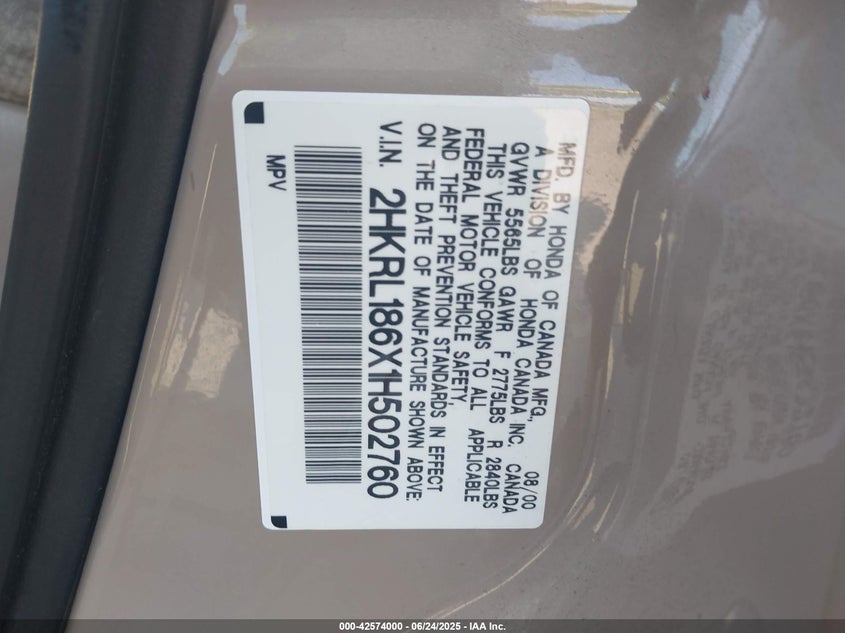 MFD. BY HONDA OF CANADA MFG., 08/00
A DIVISION OF HONDA CANADA INC. CANADA
GVWR 5565LBS GAWR F 2775LBS R 2840LBS
THIS VEHICLE CONFORMS TO ALL APPLICABLE
FEDERAL MOTOR VEHICLE SAFETY,
AND THEFT PREVENTION STANDARDS IN EFFECT
ON THE DATE OF MANUFACTURE SHOWN ABOVE.
V.I.N. 2HKRL186X1H502760
MPV
000-42574000 - 06/24/2025 - IAA Inc.